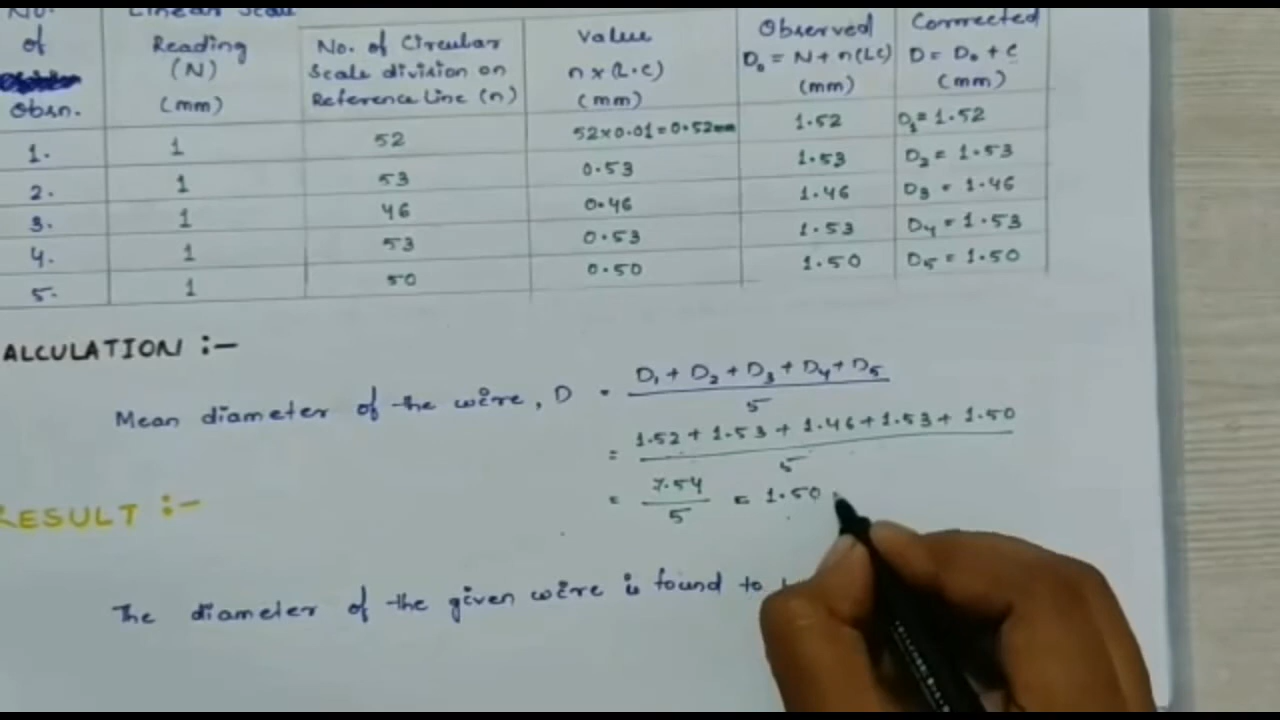 No. Linear Scale
of Reading No. of Circular Value Observed Corrected
(N) Scale division on n x (L.C) D₀ = N + n(LC) D = D₀ + C
Obsn. (mm) Reference Line (n) (mm) (mm) (mm)
1. 1 52 52x0.01=0.52mm 1.52 D₁= 1.52
2. 1 53 0.53 1.53 D₂ = 1.53
3. 1 46 0.46 1.46 D₃ = 1.46
4. 1 53 0.53 1.53 D₄ = 1.53
5. 1 50 0.50 1.50 D₅ = 1.50
ALCULATION :-
Mean diameter of the wire, D = D₁ + D₂ + D₃ + D₄ + D₅
5
= 1.52 + 1.53 + 1.46 + 1.53 + 1.50
5
= 7.54 = 1.50
5
RESULT :-
The diameter of the given wire is found to